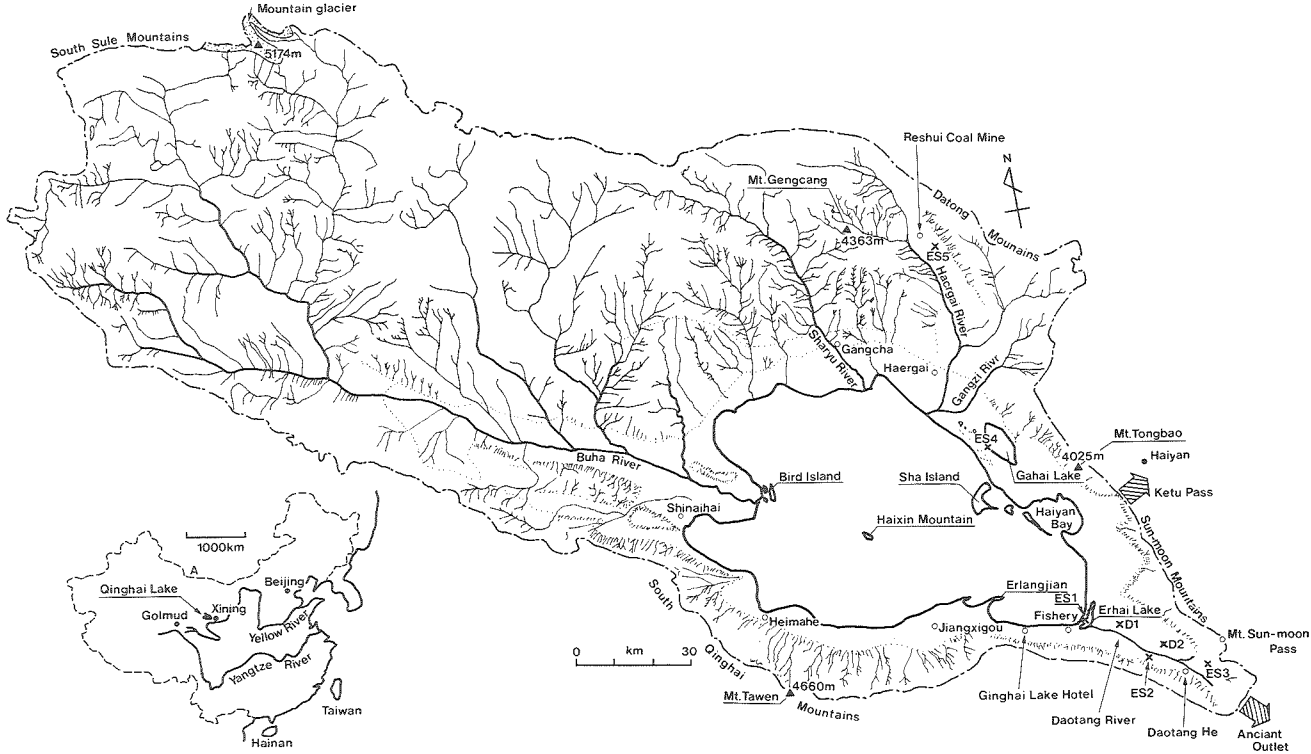 Mountain glacier
South Sule Mountains
5174m
Reshui Coal Mine
N
Mt.Gengcang
Datong
Mounains
4363m
ES5
Haergai River
Sharyu River
Gangcha
Haergai
Gangzi Rivr
ES4
Mt.Tongbao
4025m
Haiyan
Gahai Lake
Ketu Pass
Buha River
Bird Island
Sha Island
Shinaihai
Haixin Mountain
Haiyan
Bay
Sun-moon Mountains
1000km
A
Qinghai Lake
Beijing
Xining
Golmud
Yellow River
Yangtze River
Taiwan
Hainan
South
Qinghai
Mountains
Erlangjian
ES1
Fishery
Erhai Lake
D1
D2
Heimahe
Jiangxigou
Mt. Sun-moon
Pass
0 km 30
4660m
Mt.Tawen
Ginghai Lake Hotel
ES2
ES3
Daotang River
Daotang He
Anciant
Outlet